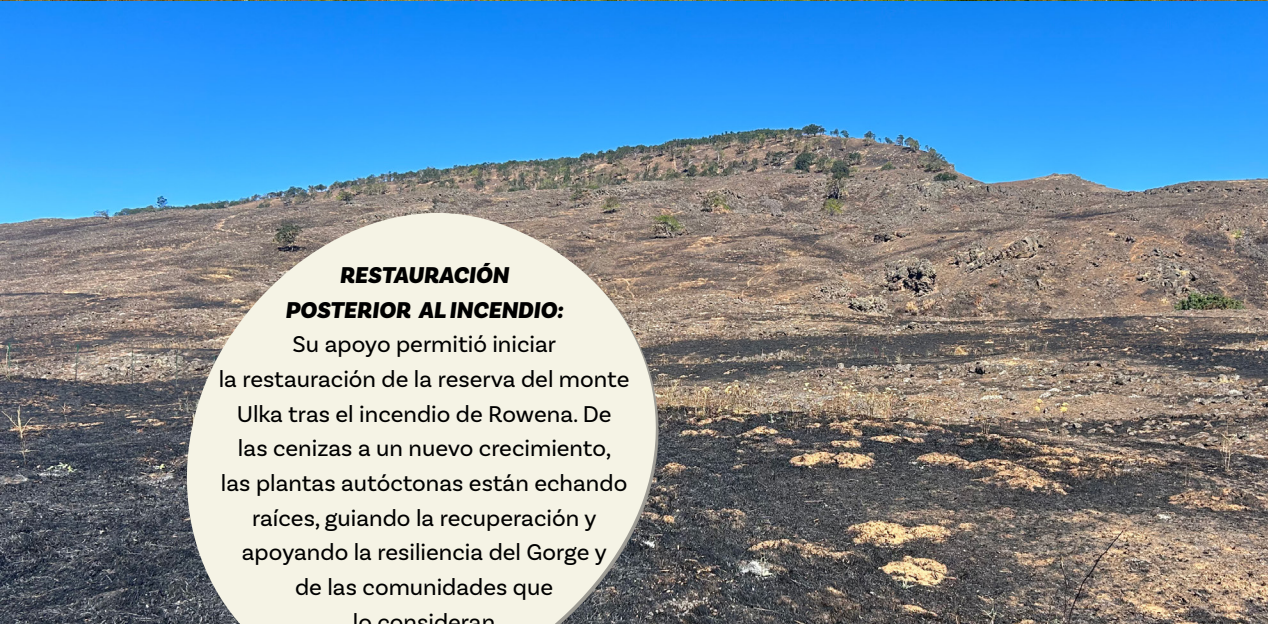 RESTAURACIÓN
POSTERIOR AL INCENDIO:
Su apoyo permitió iniciar
la restauración de la reserva del monte
Ulka tras el incendio de Rowena. De
las cenizas a un nuevo crecimiento,
las plantas autóctonas están echando
raíces, guiando la recuperación y
apoyando la resiliencia del Gorge y
de las comunidades que
lo consideran